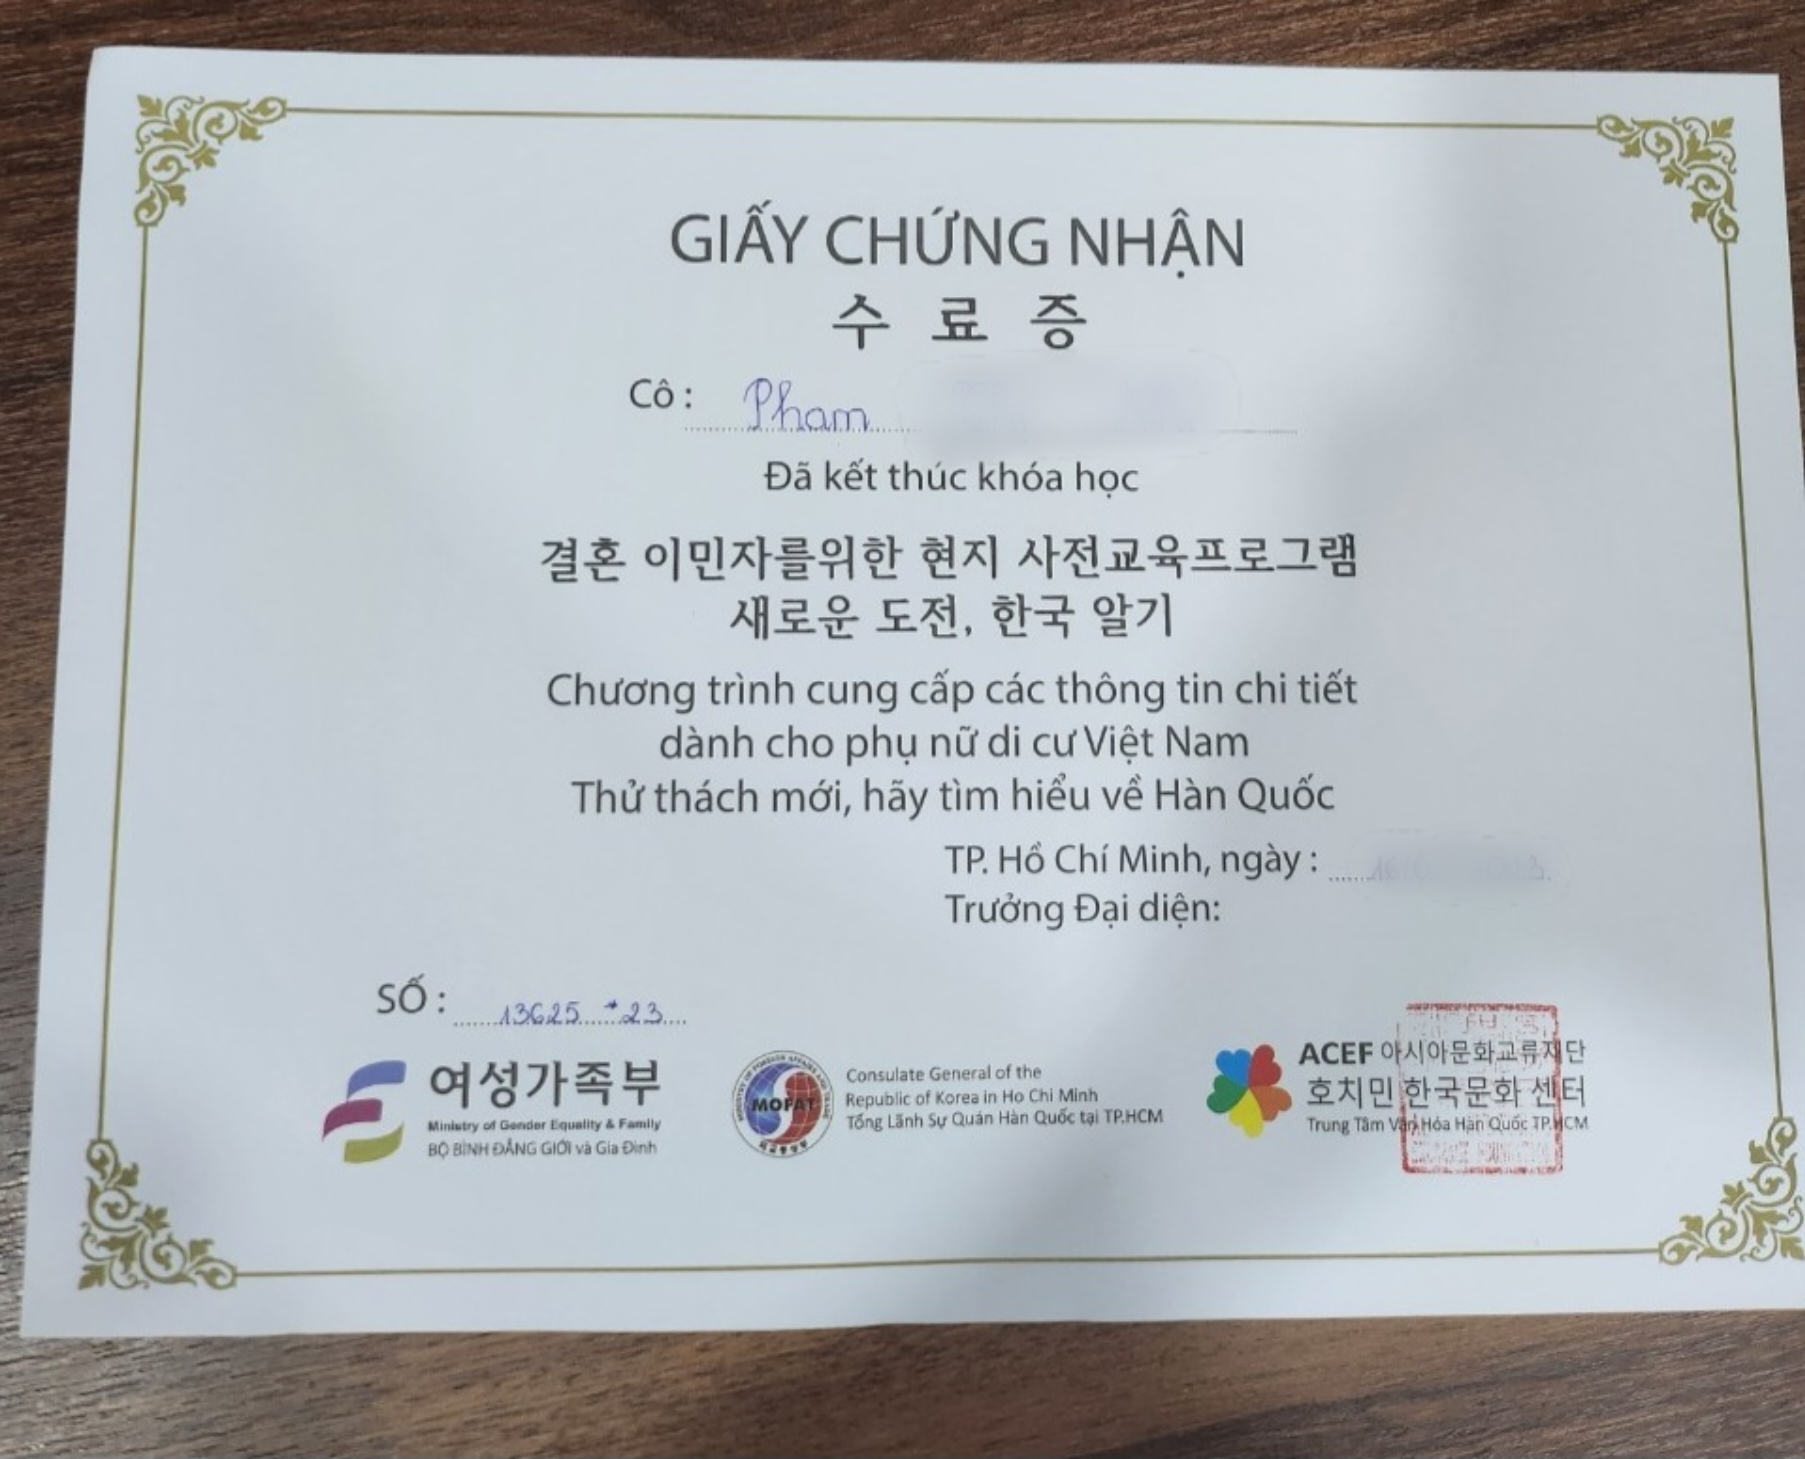 GIẤY CHỨNG NHẬN
수 료 증
Cô : Pham
Đã kết thúc khóa học
결혼 이민자를위한 현지 사전교육프로그램
새로운 도전, 한국 알기
Chương trình cung cấp các thông tin chi tiết
dành cho phụ nữ di cư Việt Nam
Thử thách mới, hãy tìm hiểu về Hàn Quốc
TP. Hồ Chí Minh, ngày :
Trưởng Đại diện:
SỐ : 13625 - 23
여성가족부
Ministry of Gender Equality & Family
BỘ BÌNH ĐẲNG GIỚI và Gia Đình
MOFAT
Consulate General of the
Republic of Korea in Ho Chi Minh
Tổng Lãnh Sự Quán Hàn Quốc tại TP.HCM
ACEF 아시아문화교류재단
호치민 한국문화 센터
Trung Tâm Văn Hóa Hàn Quốc TP.HCM